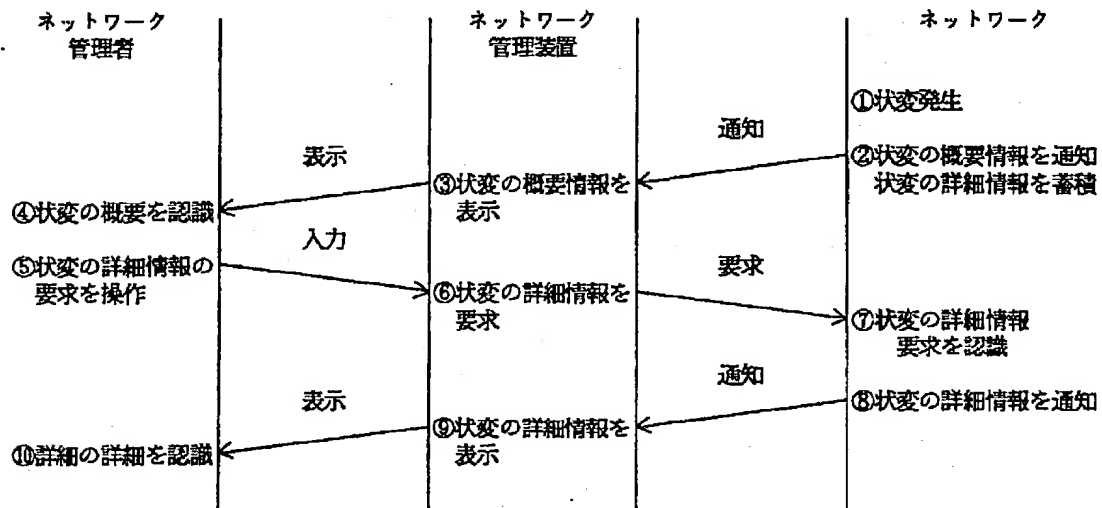 ネットワーク
管理者
ネットワーク
管理装置
ネットワーク
①状変発生
通知
②状変の概要情報を通知
状変の詳細情報を蓄積
表示
③状変の概要情報を
表示
④状変の概要を認識
入力
⑤状変の詳細情報の
要求を操作
要求
⑥状変の詳細情報を
要求
⑦状変の詳細情報
要求を認識
通知
⑧状変の詳細情報を通知
表示
⑨状変の詳細情報を
表示
⑩詳細の詳細を認識